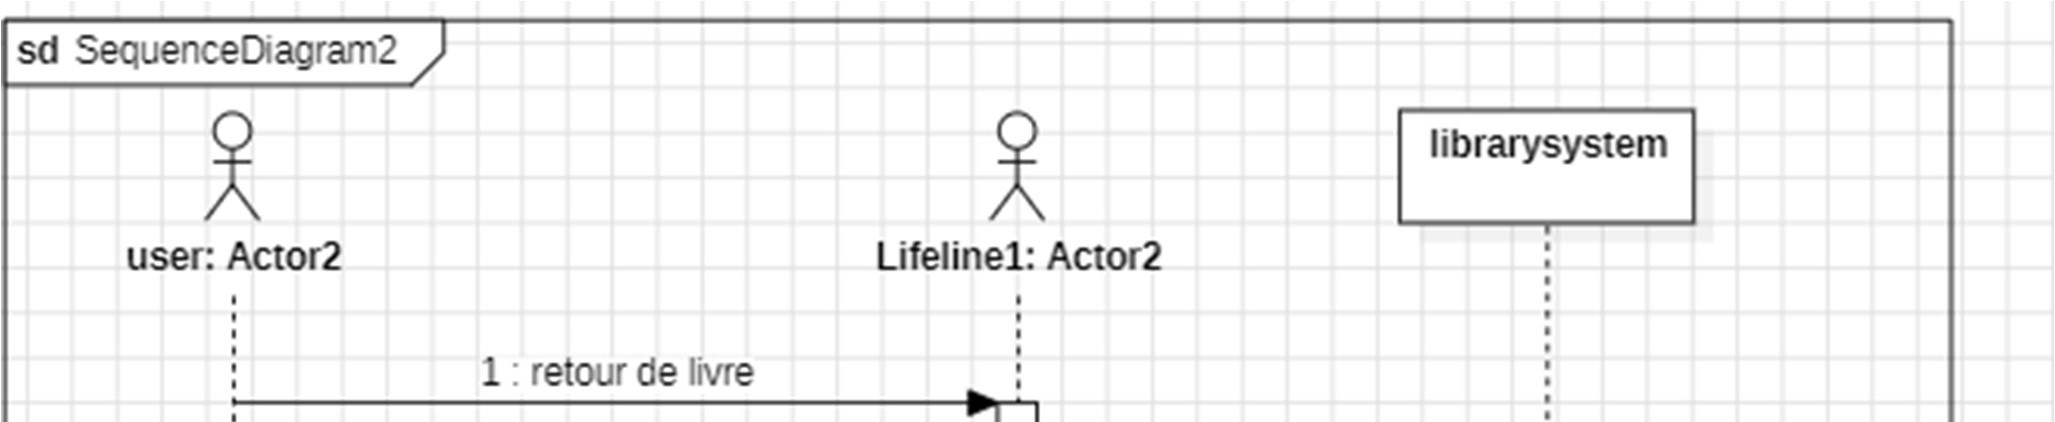 sd SequenceDiagram2
librarysystem
user: Actor2
Lifeline1: Actor2
1 : retour de livre